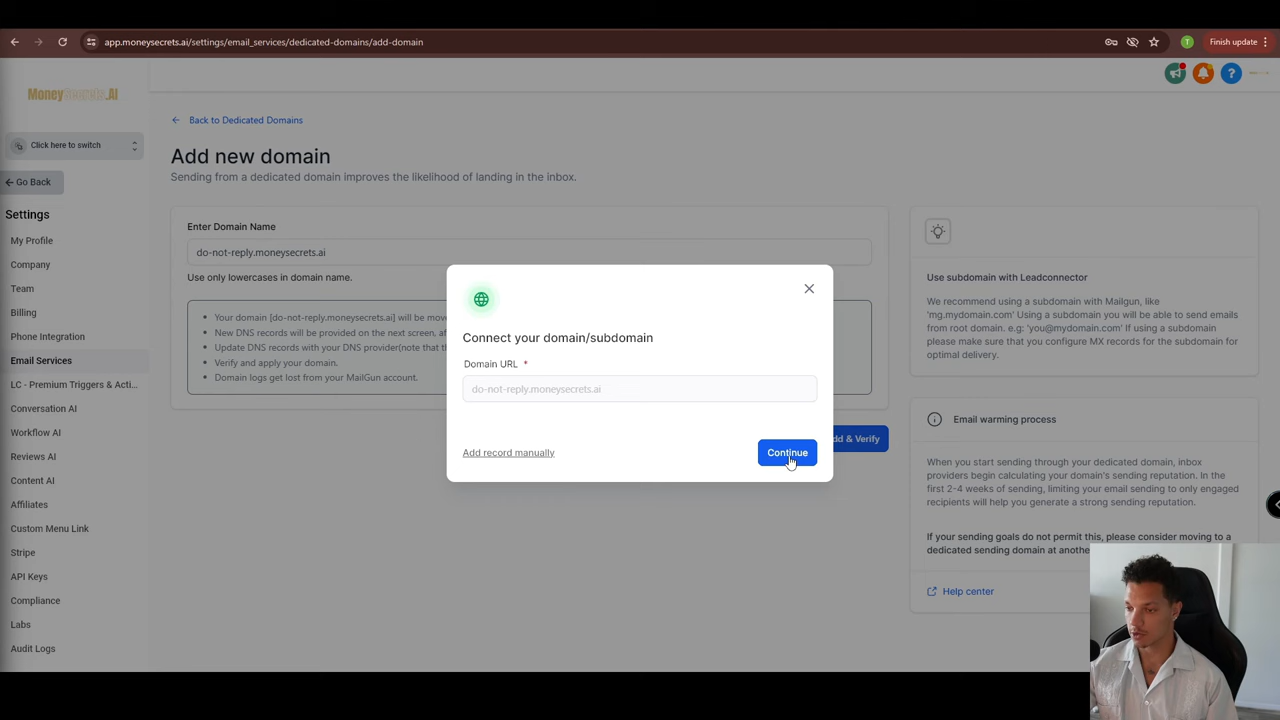 app.moneysecrets.ai/settings/email_services/dedicated-domains/add-domain
T
Finish update
MoneySecrets.AI
Click here to switch
Go Back
Settings
My Profile
Company
Team
Billing
Phone Integration
Email Services
LC - Premium Triggers & Acti...
Conversation AI
Workflow AI
Reviews AI
Content AI
Affiliates
Custom Menu Link
Stripe
API Keys
Compliance
Labs
Audit Logs
Back to Dedicated Domains
Add new domain
Sending from a dedicated domain improves the likelihood of landing in the inbox.
Enter Domain Name
do-not-reply.moneysecrets.ai
Use only lowercases in domain name.
Your domain [do-not-reply.moneysecrets.ai] will be
New DNS records will be provided on the next screen,
Update DNS records with your DNS provider(note that
Verify and apply your domain.
Domain logs get lost from your MailGun account.
& Verify
Connect your domain/subdomain
Domain URL *
do-not-reply.moneysecrets.ai
Add record manually
Continue
Use subdomain with Leadconnector
We recommend using a subdomain with Mailgun, like
'mg.mydomain.com' Using a subdomain you will be able to send emails
from root domain. e.g: 'you@mydomain.com' If using a subdomain
please make sure that you configure MX records for the subdomain for
optimal delivery.
Email warming process
When you start sending through your dedicated domain, inbox
providers begin calculating your domain's sending reputation. In the
first 2-4 weeks of sending, limiting your email sending to only engaged
recipients will help you generate a strong sending reputation.
If your sending goals do not permit this, please consider moving to a
dedicated sending domain at
Help center